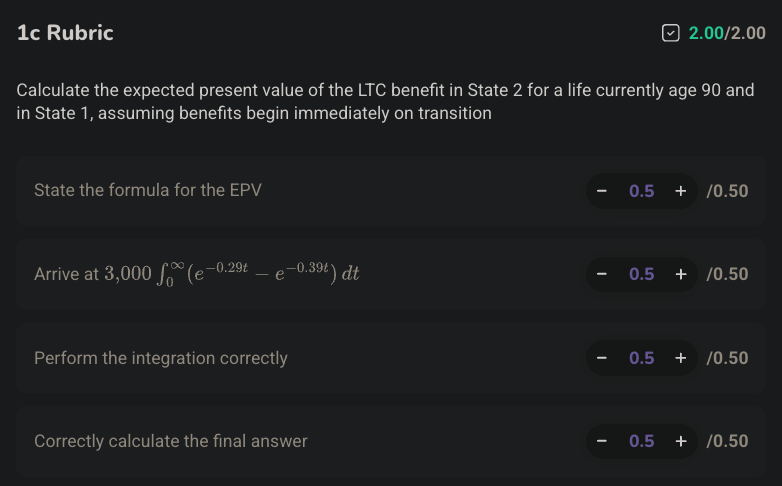 1c Rubric
2.00/2.00
Calculate the expected present value of the LTC benefit in State 2 for a life currently age 90 and
in State 1, assuming benefits begin immediately on transition
State the formula for the EPV
− 0.5 + /0.50
Arrive at 3,000 ∫₀^∞ (e^{−0.29t} − e^{−0.39t}) dt
− 0.5 + /0.50
Perform the integration correctly
− 0.5 + /0.50
Correctly calculate the final answer
− 0.5 + /0.50